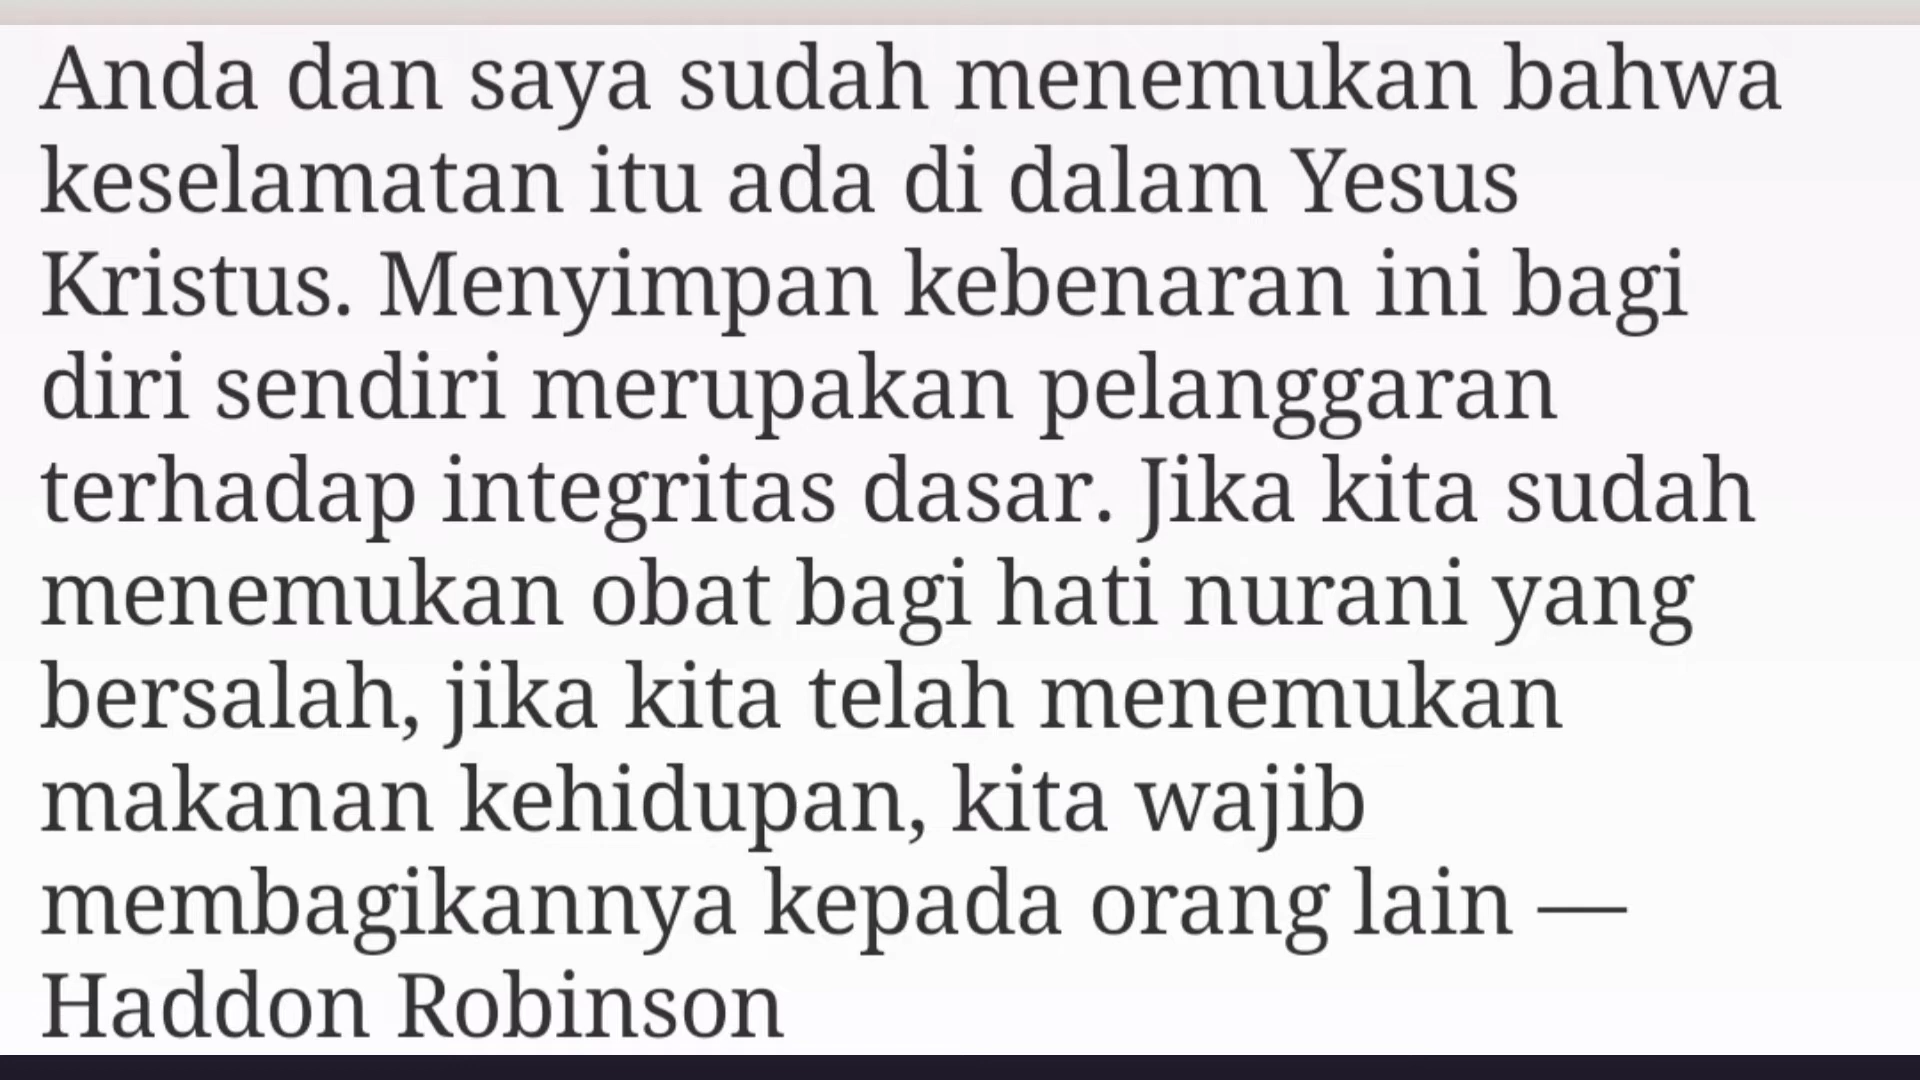 Anda dan saya sudah menemukan bahwa
keselamatan itu ada di dalam Yesus
Kristus. Menyimpan kebenaran ini bagi
diri sendiri merupakan pelanggaran
terhadap integritas dasar. Jika kita sudah
menemukan obat bagi hati nurani yang
bersalah, jika kita telah menemukan
makanan kehidupan, kita wajib
membagikannya kepada orang lain —
Haddon Robinson